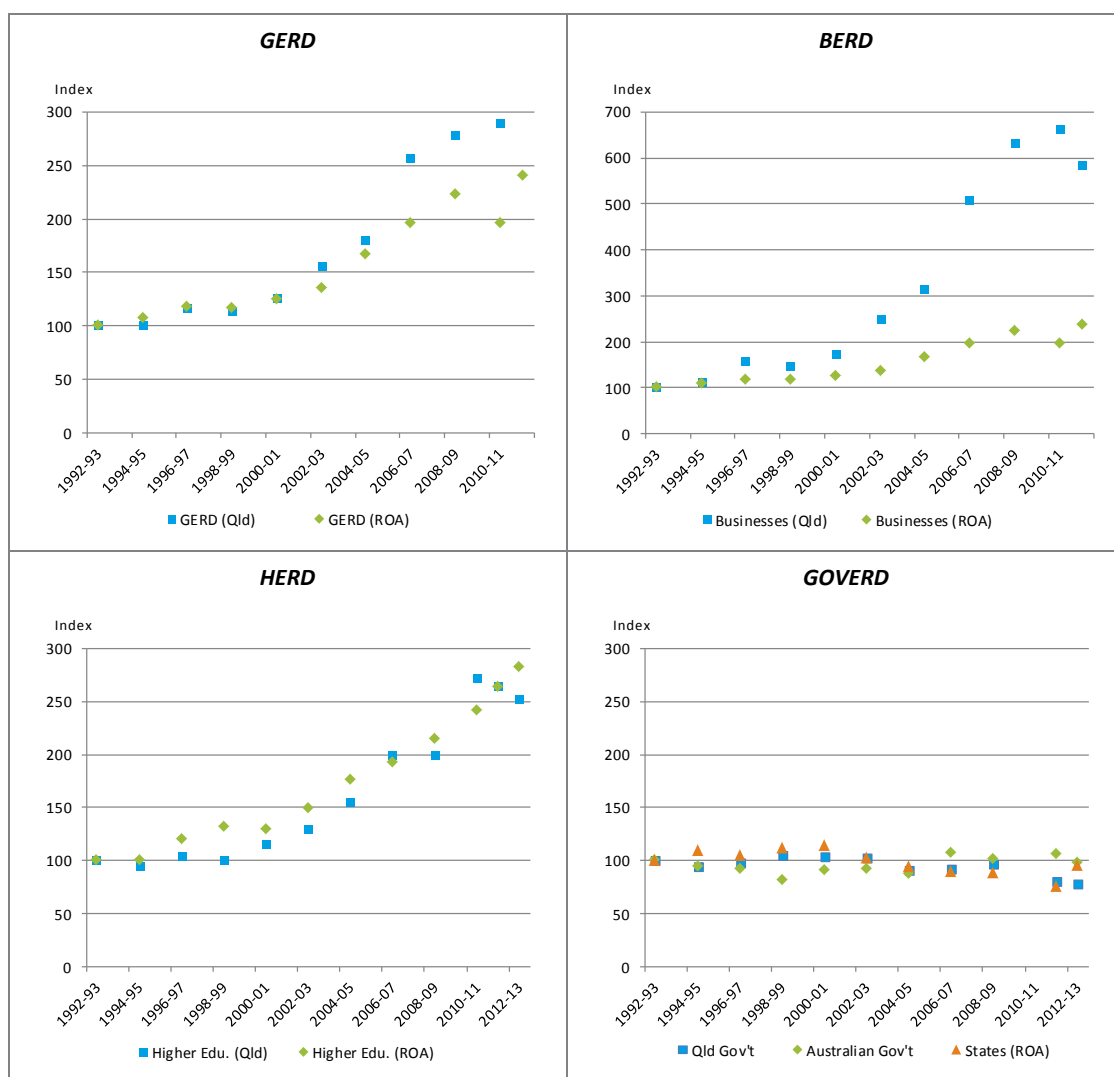 GERD
Index
300
250
200
150
100
50
0
1992-93 1994-95 1996-97 1998-99 2000-01 2002-03 2004-05 2006-07 2008-09 2010-11
GERD (Qld) GERD (ROA)
BERD
Index
700
600
500
400
300
200
100
0
1992-93 1994-95 1996-97 1998-99 2000-01 2002-03 2004-05 2006-07 2008-09 2010-11
Businesses (Qld) Businesses (ROA)
HERD
Index
300
250
200
150
100
50
0
1992-93 1994-95 1996-97 1998-99 2000-01 2002-03 2004-05 2006-07 2008-09 2010-11 2012-13
Higher Edu. (Qld) Higher Edu. (ROA)
GOVERD
Index
300
250
200
150
100
50
0
1992-93 1994-95 1996-97 1998-99 2000-01 2002-03 2004-05 2006-07 2008-09 2010-11 2012-13
Qld Gov't Australian Gov't States (ROA)